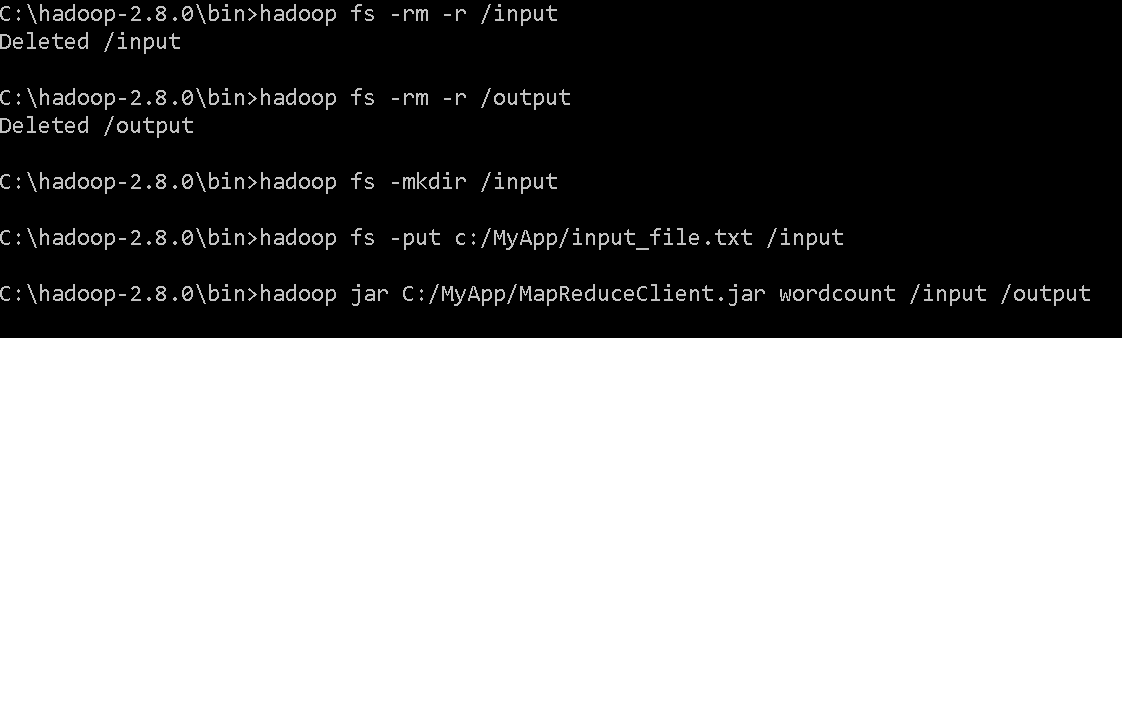 C:\hadoop-2.8.0\bin>hadoop fs -rm -r /input
Deleted /input
C:\hadoop-2.8.0\bin>hadoop fs -rm -r /output
Deleted /output
C:\hadoop-2.8.0\bin>hadoop fs -mkdir /input
C:\hadoop-2.8.0\bin>hadoop fs -put c:/MyApp/input_file.txt /input
C:\hadoop-2.8.0\bin>hadoop jar C:/MyApp/MapReduceClient.jar wordcount /input /output